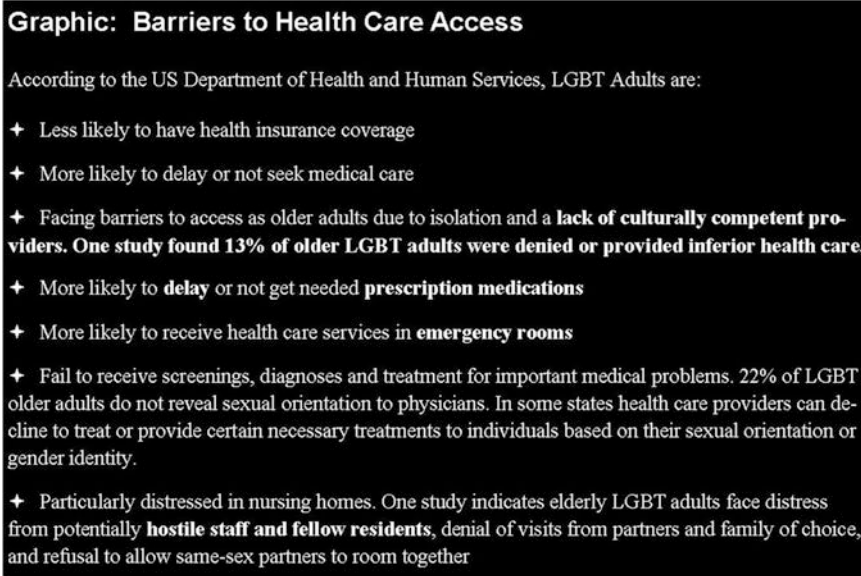 Graphic: Barriers to Health Care Access
According to the US Department of Health and Human Services, LGBT Adults are:
✦ Less likely to have health insurance coverage
✦ More likely to delay or not seek medical care
✦ Facing barriers to access as older adults due to isolation and a lack of culturally competent pro-
viders. One study found 13% of older LGBT adults were denied or provided inferior health care.
✦ More likely to delay or not get needed prescription medications
✦ More likely to receive health care services in emergency rooms
✦ Fail to receive screenings, diagnoses and treatment for important medical problems. 22% of LGBT
older adults do not reveal sexual orientation to physicians. In some states health care providers can de-
cline to treat or provide certain necessary treatments to individuals based on their sexual orientation or
gender identity.
✦ Particularly distressed in nursing homes. One study indicates elderly LGBT adults face distress
from potentially hostile staff and fellow residents, denial of visits from partners and family of choice,
and refusal to allow same-sex partners to room together